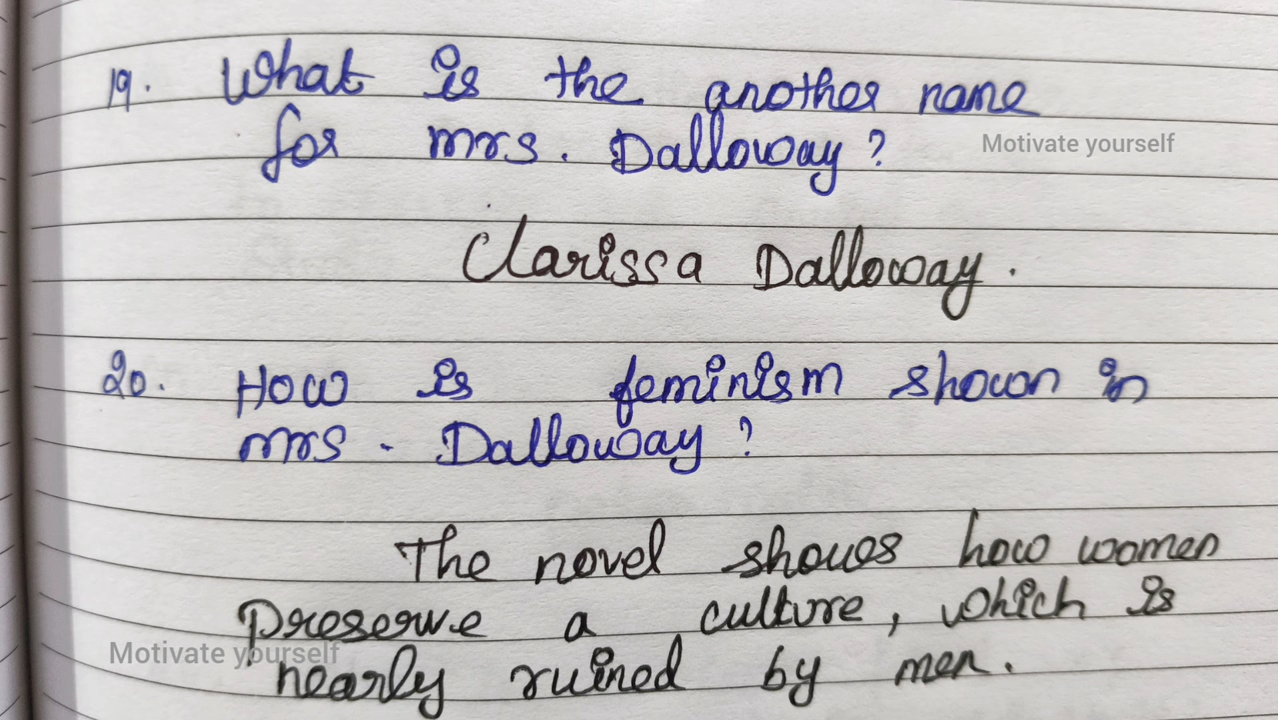 19. What is the another name
for mrs. Dalloway?
Motivate yourself
Clarissa Dalloway.
20. How is feminism shown in
mrs. Dalloway?
The novel shows how women
preserve a culture, which is
Motivate yourself
nearly ruined by men.